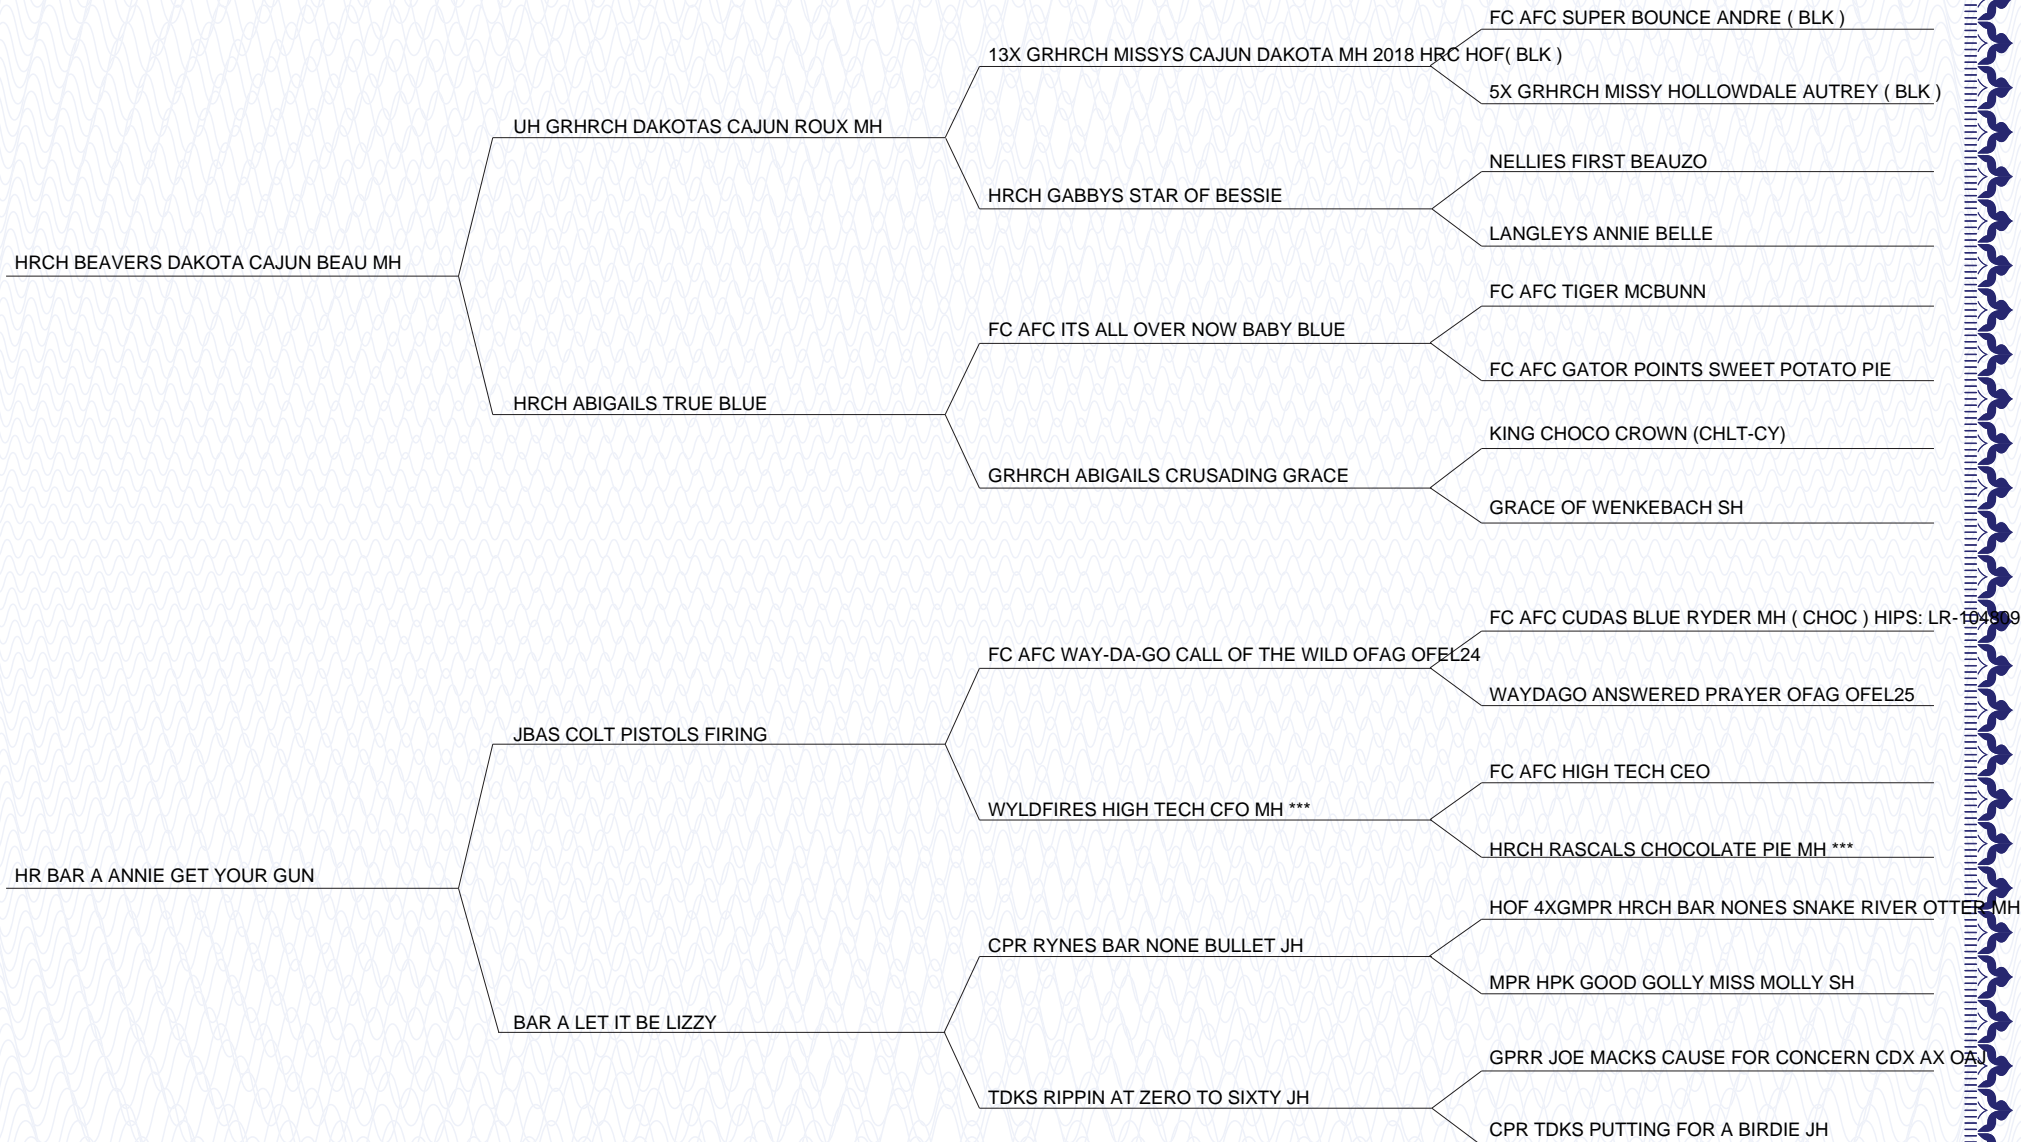 FC AFC SUPER BOUNCE ANDRE ( BLK )
13X GRHRCH MISSYS CAJUN DAKOTA MH 2018 HRC HOF( BLK )
5X GRHRCH MISSY HOLLOWDALE AUTREY ( BLK )
UH GRHRCH DAKOTAS CAJUN ROUX MH
NELLIES FIRST BEAUZO
HRCH GABBYS STAR OF BESSIE
LANGLEYS ANNIE BELLE
HRCH BEAVERS DAKOTA CAJUN BEAU MH
FC AFC TIGER MCBUNN
FC AFC ITS ALL OVER NOW BABY BLUE
FC AFC GATOR POINTS SWEET POTATO PIE
HRCH ABIGAILS TRUE BLUE
KING CHOCO CROWN (CHLT-CY)
GRHRCH ABIGAILS CRUSADING GRACE
GRACE OF WENKEBACH SH
FC AFC CUDAS BLUE RYDER MH ( CHOC ) HIPS: LR-104809
FC AFC WAY-DA-GO CALL OF THE WILD OFAG OFEL24
WAYDAGO ANSWERED PRAYER OFAG OFEL25
JBAS COLT PISTOLS FIRING
FC AFC HIGH TECH CEO
WYLDFIRES HIGH TECH CFO MH ***
HRCH RASCALS CHOCOLATE PIE MH ***
HR BAR A ANNIE GET YOUR GUN
HOF 4XGMPR HRCH BAR NONES SNAKE RIVER OTTER MH
CPR RYNES BAR NONE BULLET JH
MPR HPK GOOD GOLLY MISS MOLLY SH
BAR A LET IT BE LIZZY
GPRR JOE MACKS CAUSE FOR CONCERN CDX AX OAJ
TDKS RIPPIN AT ZERO TO SIXTY JH
CPR TDKS PUTTING FOR A BIRDIE JH